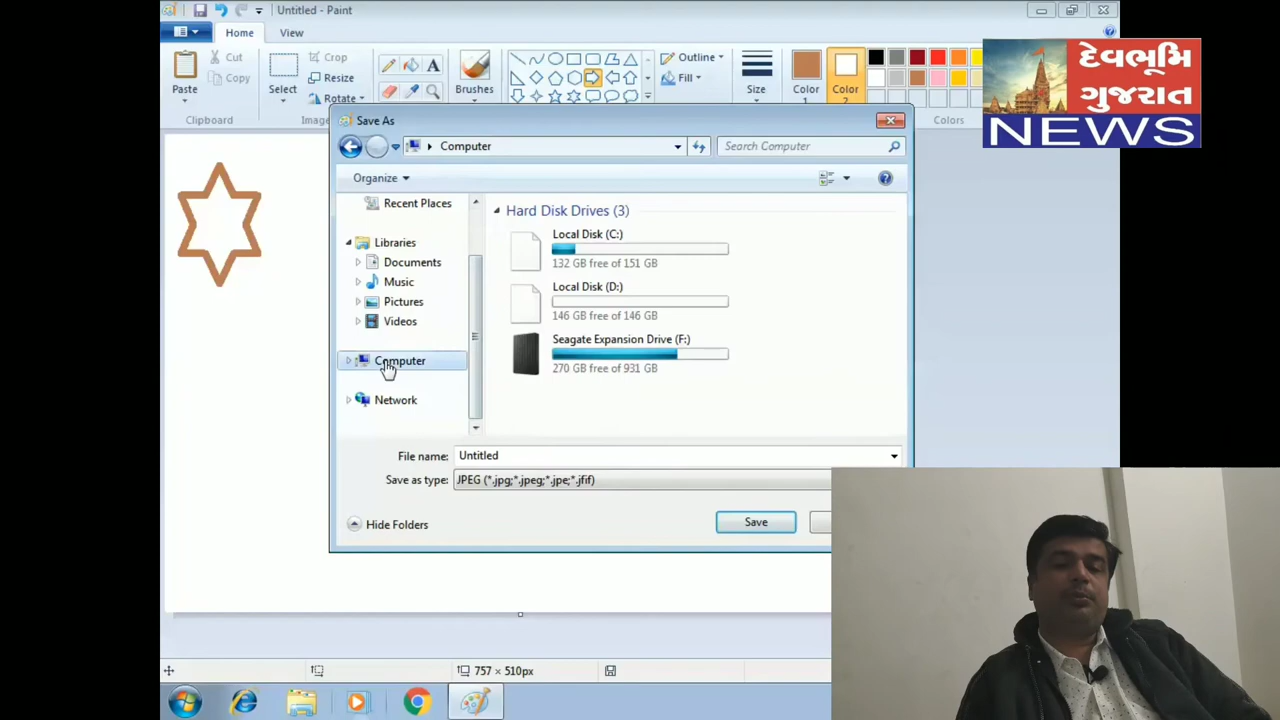 Untitled - Paint
Home
View
Paste
Cut
Copy
Clipboard
Select
Crop
Resize
Rotate
A
Brushes
Outline
Fill
Size
Color
1
Color
2
Colors
દેવભૂમિ
ગુજરાત
NEWS
Save As
Computer
Search Computer
Organize
Recent Places
Libraries
Documents
Music
Pictures
Videos
Computer
Network
Hard Disk Drives (3)
Local Disk (C:)
132 GB free of 151 GB
Local Disk (D:)
146 GB free of 146 GB
Seagate Expansion Drive (F:)
270 GB free of 931 GB
File name:
Untitled
Save as type:
JPEG (*.jpg;*.jpeg;*.jpe;*.jfif)
Hide Folders
Save
757 × 510px